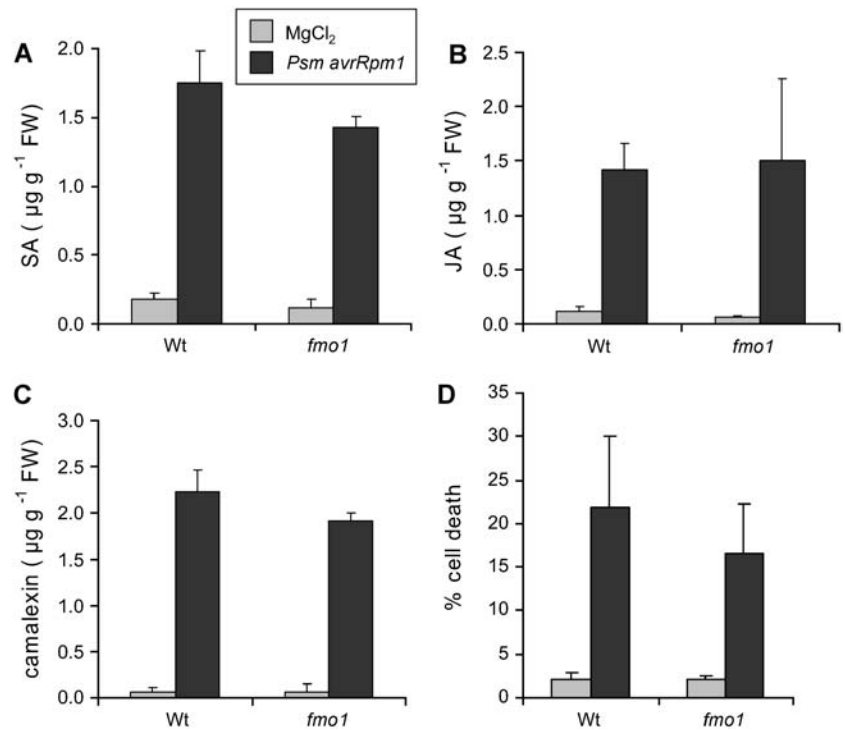 MgCl₂
Psm avrRpm1
A
SA ( µg g⁻¹ FW)
2.0
1.5
1.0
0.5
0.0
Wt fmo1
B
JA ( µg g⁻¹ FW)
2.5
2.0
1.5
1.0
0.5
0.0
Wt fmo1
C
camalexin ( µg g⁻¹ FW)
3.0
2.5
2.0
1.5
1.0
0.5
0.0
Wt fmo1
D
% cell death
35
30
25
20
15
10
5
0
Wt fmo1